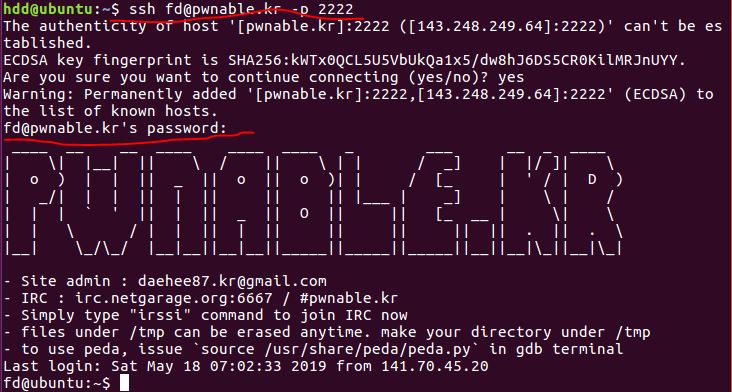 hdd@ubuntu:~$ ssh fd@pwnable.kr -p 2222
The authenticity of host '[pwnable.kr]:2222 ([143.248.249.64]:2222)' can't be es
tablished.
ECDSA key fingerprint is SHA256:kWTx0QCL5U5VbUkQa1x5/dw8hJ6DS5CR0KilMRJnUYY.
Are you sure you want to continue connecting (yes/no)? yes
Warning: Permanently added '[pwnable.kr]:2222,[143.248.249.64]:2222' (ECDSA) to
the list of known hosts.
fd@pwnable.kr's password:
PWNABLE.KR
- Site admin : daehee87.kr@gmail.com
- IRC : irc.netgarage.org:6667 / #pwnable.kr
- Simply type "irssi" command to join IRC now
- files under /tmp can be erased anytime. make your directory under /tmp
- to use peda, issue `source /usr/share/peda/peda.py` in gdb terminal
Last login: Sat May 18 07:02:33 2019 from 141.70.45.20
fd@ubuntu:~$